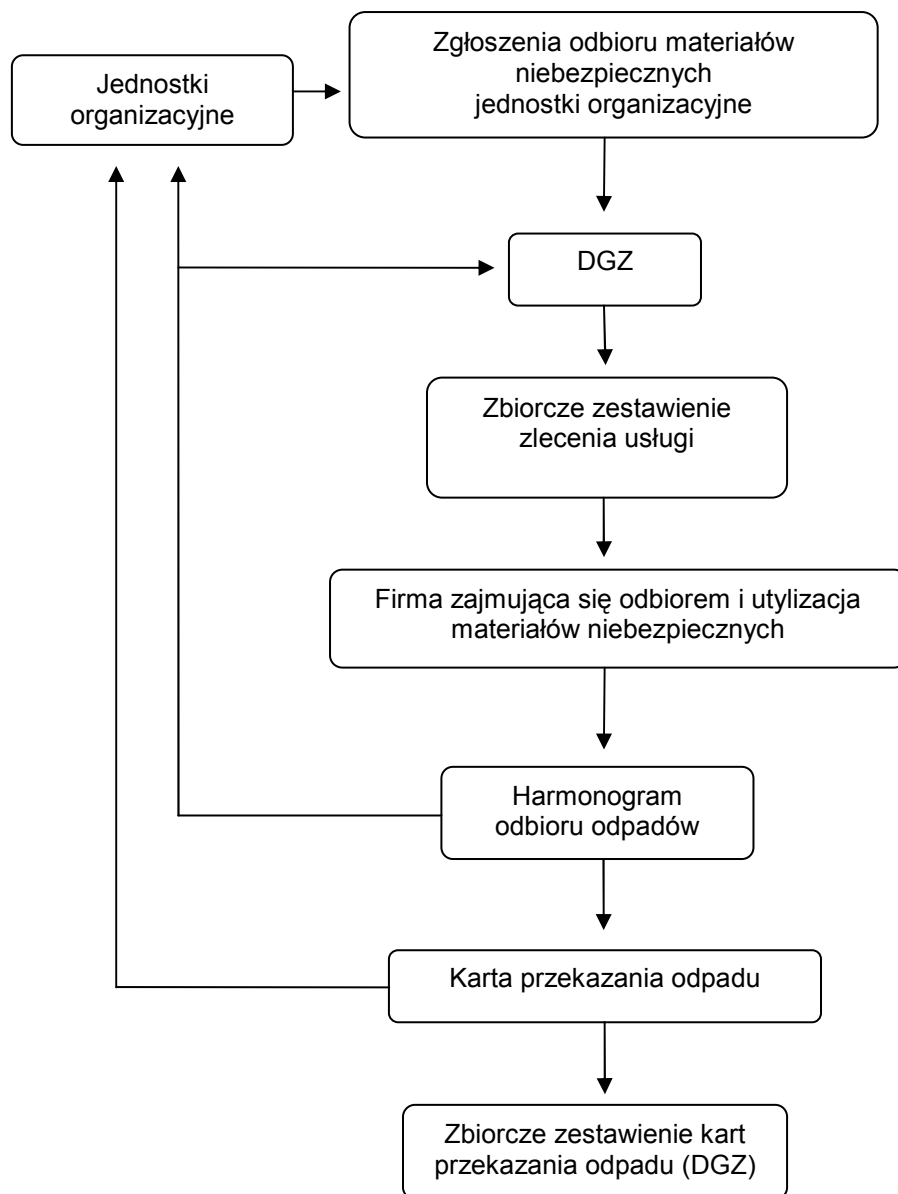 Zgłoszenia odbioru materiałów
niebezpiecznych
jednostki organizacyjne
Jednostki
organizacyjne
DGZ
Zbiorcze zestawienie
zlecenia usługi
Firma zajmująca się odbiorem i utylizacja
materiałów niebezpiecznych
Harmonogram
odbioru odpadów
Karta przekazania odpadu
Zbiorcze zestawienie kart
przekazania odpadu (DGZ)